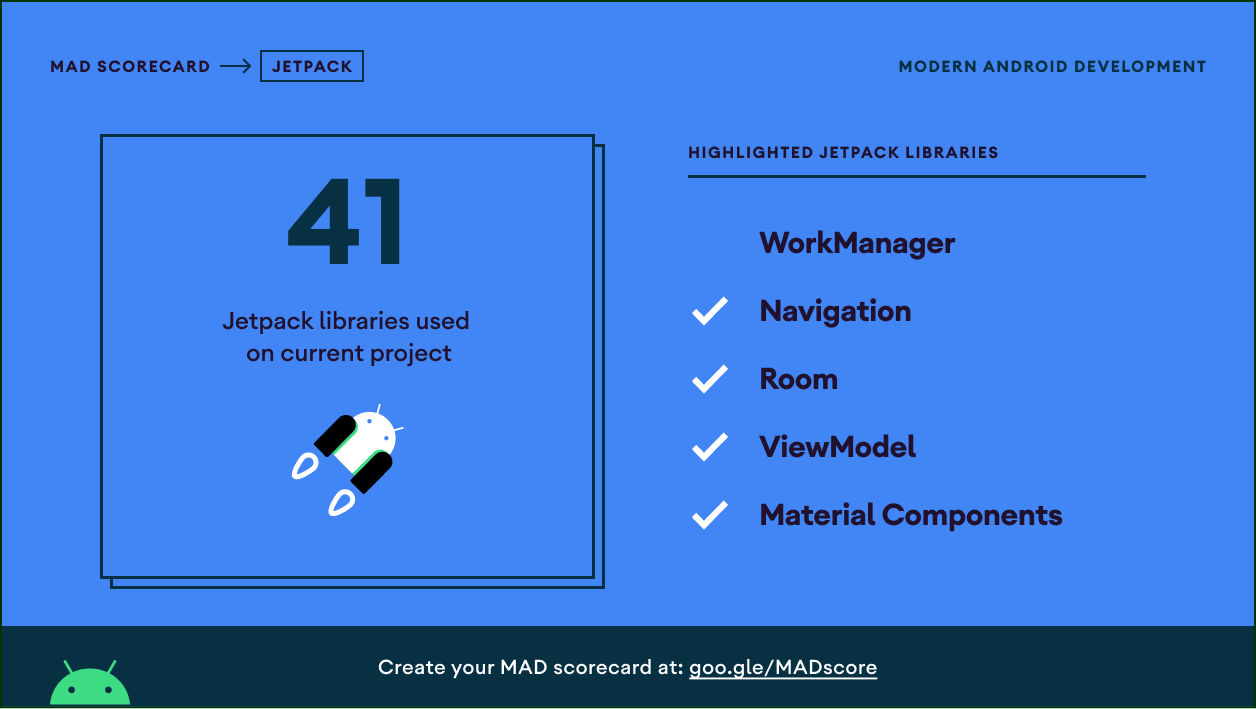 MAD SCORECARD → JETPACK
MODERN ANDROID DEVELOPMENT
41
Jetpack libraries used
on current project
HIGHLIGHTED JETPACK LIBRARIES
WorkManager
Navigation
Room
ViewModel
Material Components
Create your MAD scorecard at: goo.gle/MADscore